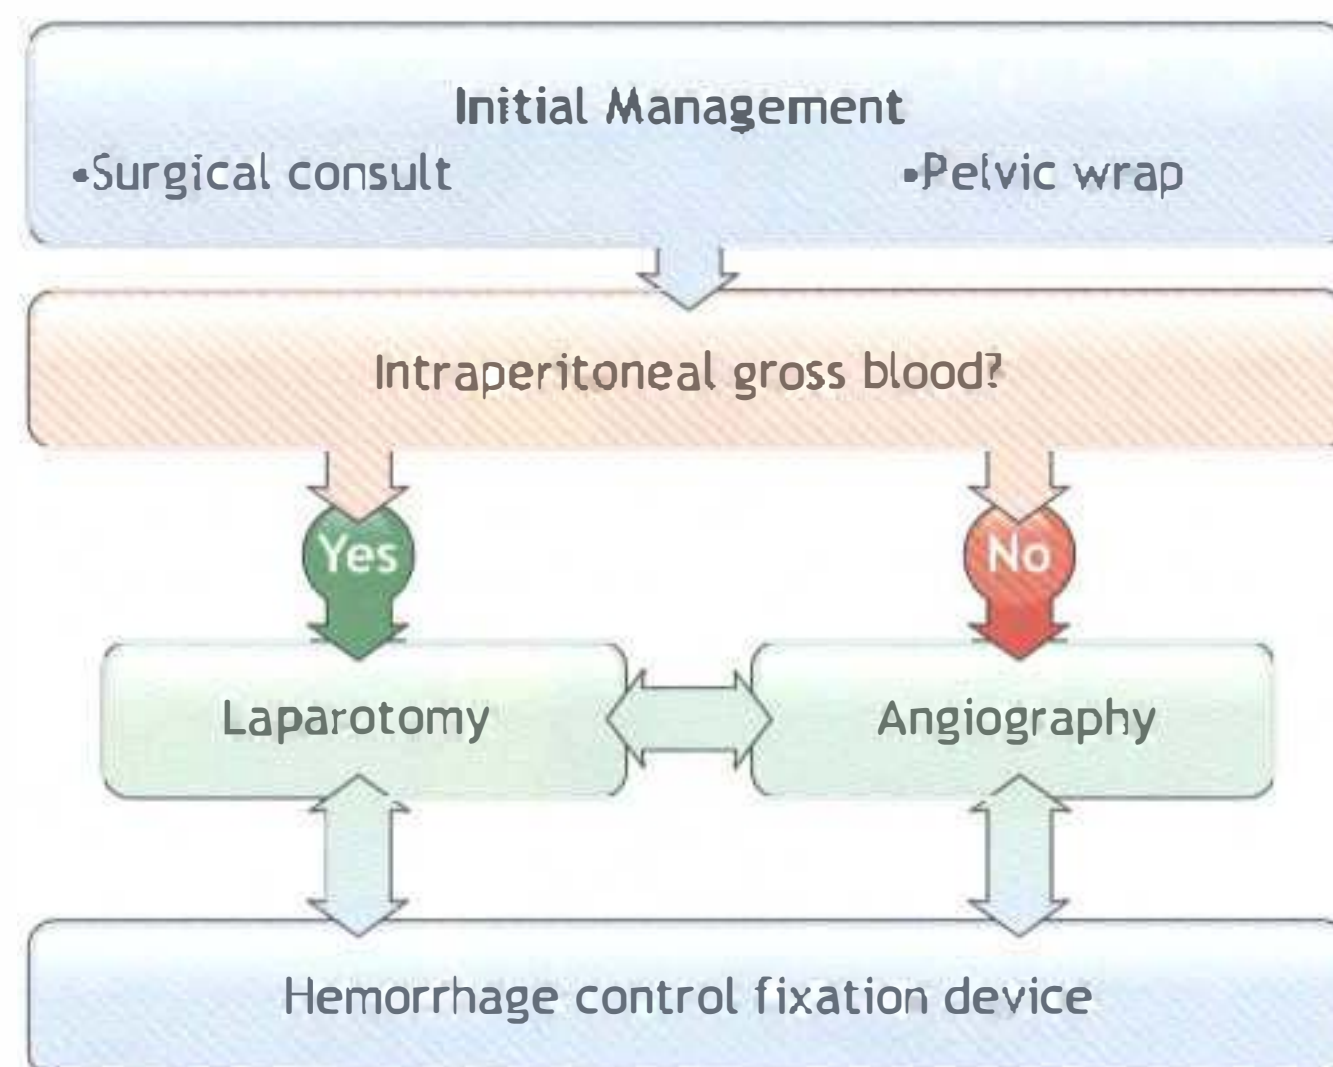 Initial Management
•Surgical consult
•Pelvic wrap
Intraperitoneal gross blood?
Yes
No
Laparotomy
Angiography
Hemorrhage control fixation device